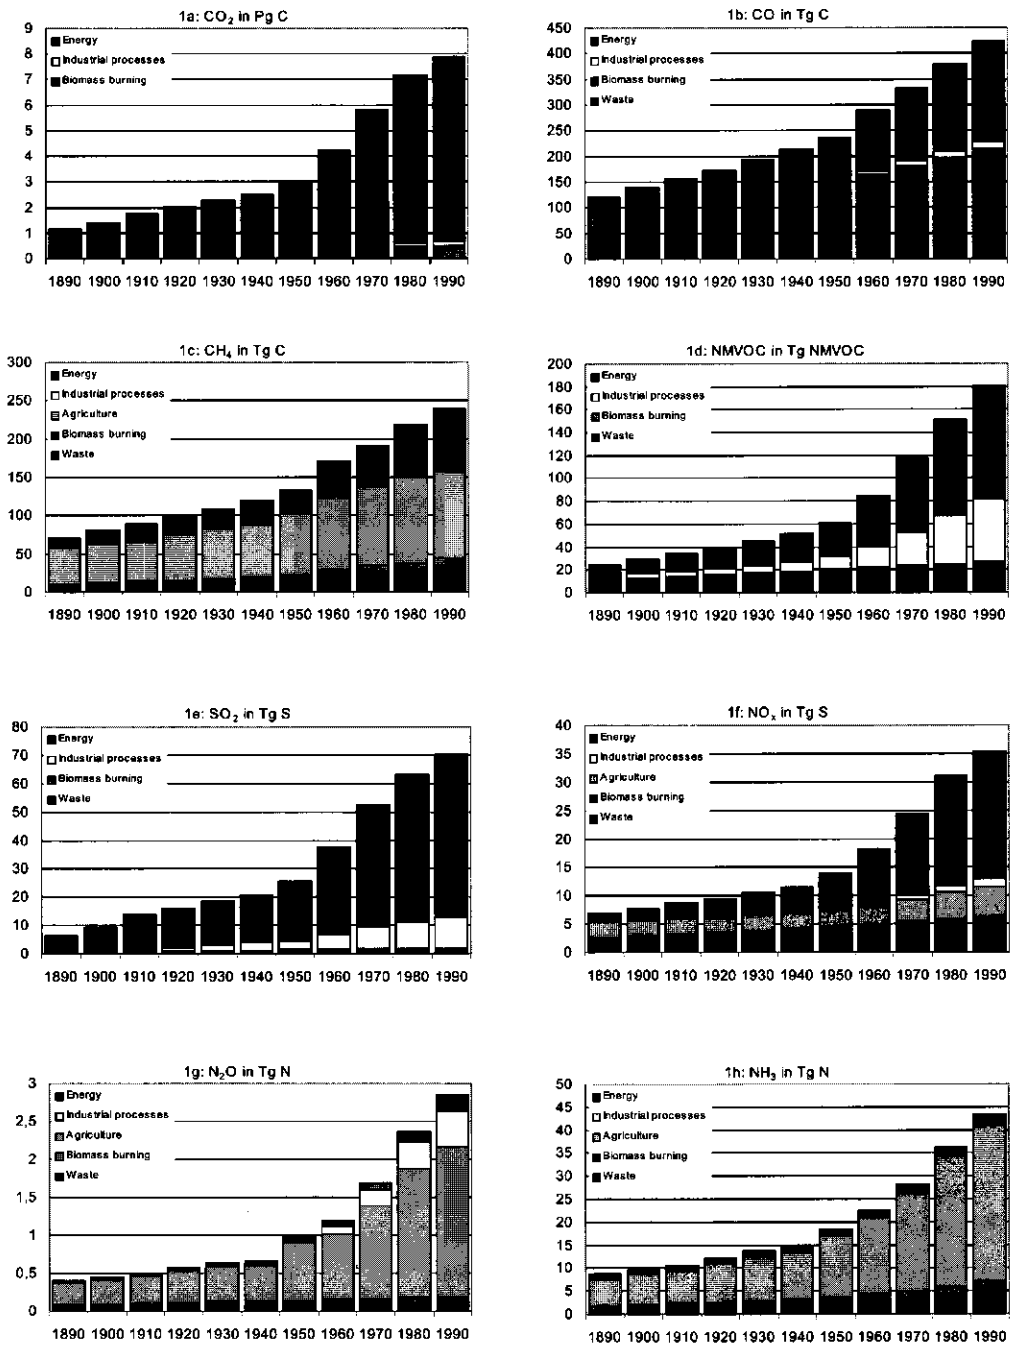 1a: CO₂ in Pg C
9
8
7
6
5
4
3
2
1
0
Energy
Industrial processes
Biomass burning
1890 1900 1910 1920 1930 1940 1950 1960 1970 1980 1990
1b: CO in Tg C
450
400
350
300
250
200
150
100
50
0
Energy
Industrial processes
Biomass burning
Waste
1890 1900 1910 1920 1930 1940 1950 1960 1970 1980 1990
1c: CH₄ in Tg C
300
250
200
150
100
50
0
Energy
Industrial processes
Agriculture
Biomass burning
Waste
1890 1900 1910 1920 1930 1940 1950 1960 1970 1980 1990
1d: NMVOC in Tg NMVOC
200
180
160
140
120
100
80
60
40
20
0
Energy
Industrial processes
Biomass burning
Waste
1890 1900 1910 1920 1930 1940 1950 1960 1970 1980 1990
1e: SO₂ in Tg S
80
70
60
50
40
30
20
10
0
Energy
Industrial processes
Biomass burning
Waste
1890 1900 1910 1920 1930 1940 1950 1960 1970 1980 1990
1f: NOₓ in Tg S
40
35
30
25
20
15
10
5
0
Energy
Industrial processes
Agriculture
Biomass burning
Waste
1890 1900 1910 1920 1930 1940 1950 1960 1970 1980 1990
1g: N₂O in Tg N
3
2,5
2
1,5
1
0,5
0
Energy
Industrial processes
Agriculture
Biomass burning
Waste
1890 1900 1910 1920 1930 1940 1950 1960 1970 1980 1990
1h: NH₃ in Tg N
50
45
40
35
30
25
20
15
10
5
0
Energy
Industrial processes
Agriculture
Biomass burning
Waste
1890 1900 1910 1920 1930 1940 1950 1960 1970 1980 1990